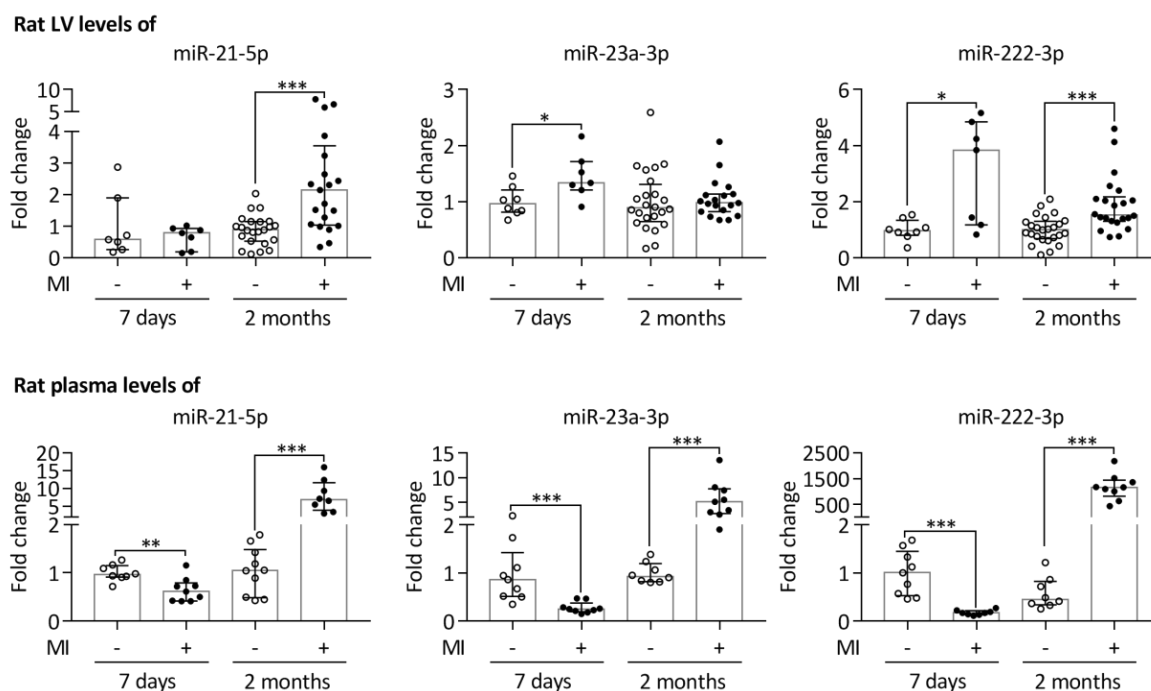 Rat LV levels of
miR-21-5p
Fold change
10
5
4
3
2
1
0
***
MI - + - +
7 days 2 months
miR-23a-3p
Fold change
3
2
1
0
*
- + - +
7 days 2 months
miR-222-3p
Fold change
6
4
2
0
* ***
- + - +
7 days 2 months
Rat plasma levels of
miR-21-5p
Fold change
20
15
10
5
2
1
0
** ***
MI - + - +
7 days 2 months
miR-23a-3p
Fold change
15
10
5
2
1
0
*** ***
- + - +
7 days 2 months
miR-222-3p
Fold change
2500
1500
500
2
1
0
*** ***
- + - +
7 days 2 months